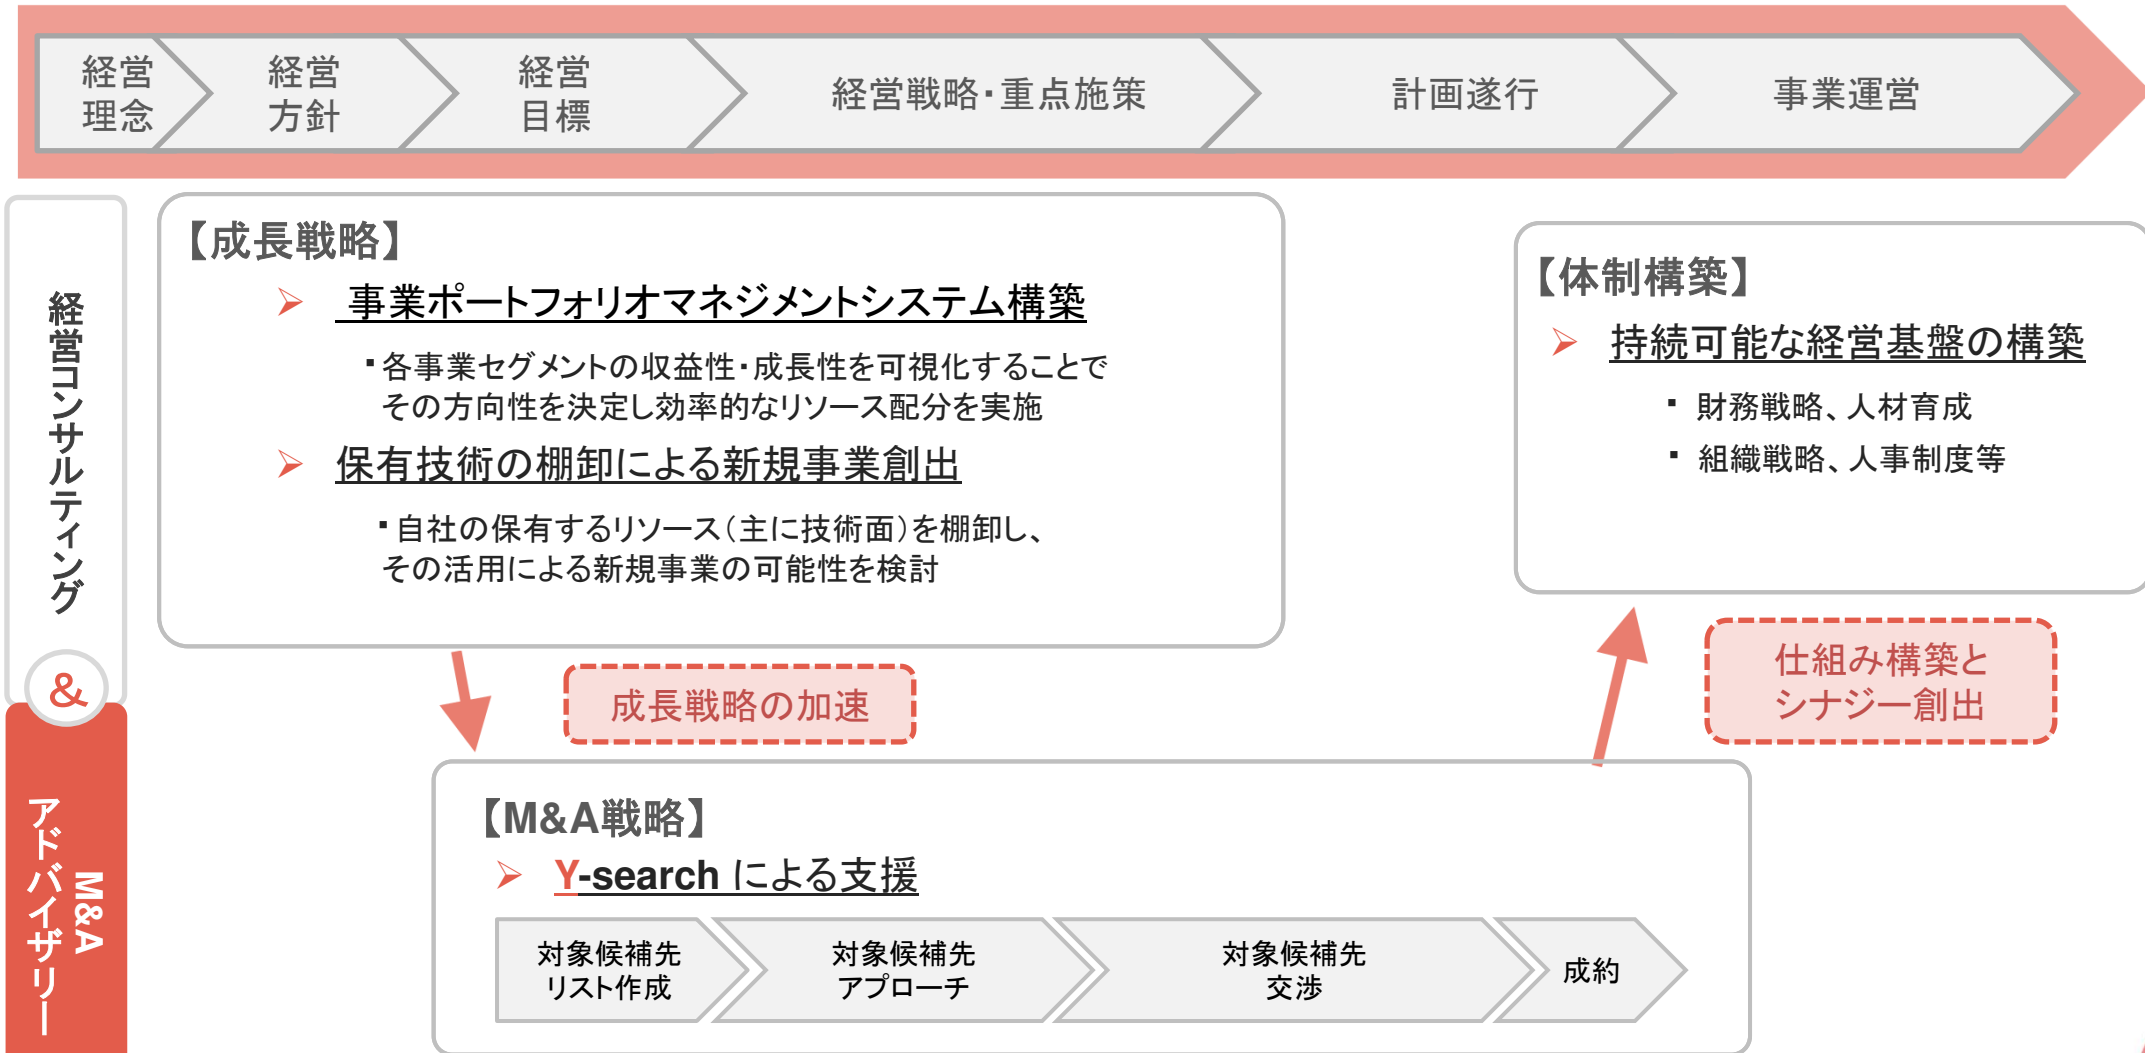 経営
理念
経営
方針
経営
目標
経営戦略・重点施策
計画遂行
事業運営
経営コンサルティング
&
M&A
アドバイザリー
【成長戦略】
➢ 事業ポートフォリオマネジメントシステム構築
▪各事業セグメントの収益性・成長性を可視化することで
その方向性を決定し効率的なリソース配分を実施
➢ 保有技術の棚卸による新規事業創出
▪自社の保有するリソース（主に技術面）を棚卸し、
その活用による新規事業の可能性を検討
【体制構築】
➢ 持続可能な経営基盤の構築
▪ 財務戦略、人材育成
▪ 組織戦略、人事制度等
成長戦略の加速
仕組み構築と
シナジー創出
【M&A戦略】
➢ Y-search による支援
対象候補先
リスト作成
対象候補先
アプローチ
対象候補先
交渉
成約